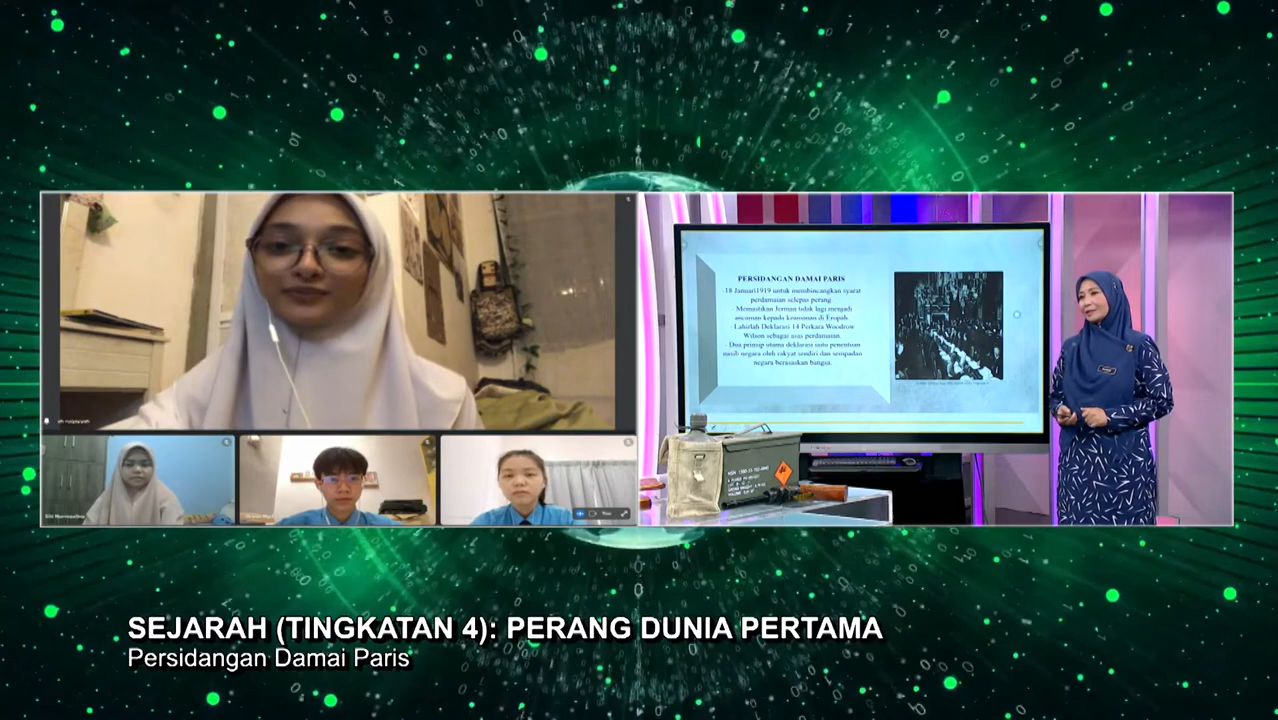 PERSIDANGAN DAMAI PARIS
-18 Januari1919 untuk membincangkan syarat
perdamaian selepas perang.
- Memastikan Jerman tidak lagi menjadi
ancaman kepada keamanan di Eropah.
Lahirlah Deklarasi 14 Perkara Woodrow
Wilson sebagai asas perdamaian.
- Dua prinsip utama deklarasi iaitu penentuan
nasib negara oleh rakyat sendiri dan sempadan
negara berasaskan bangsa.
You
SEJARAH (TINGKATAN 4): PERANG DUNIA PERTAMA
Persidangan Damai Paris